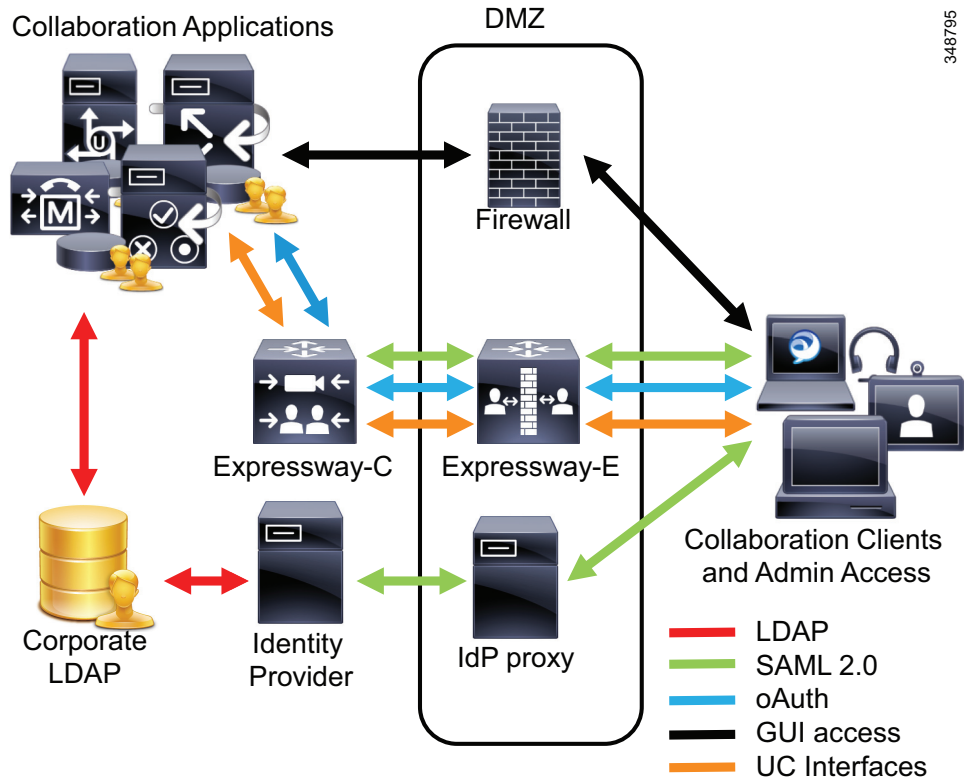 Collaboration Applications
DMZ
348795
U
M
Firewall
Expressway-C
Expressway-E
Collaboration Clients
and Admin Access
Corporate
LDAP
Identity
Provider
IdP proxy
LDAP
SAML 2.0
oAuth
GUI access
UC Interfaces